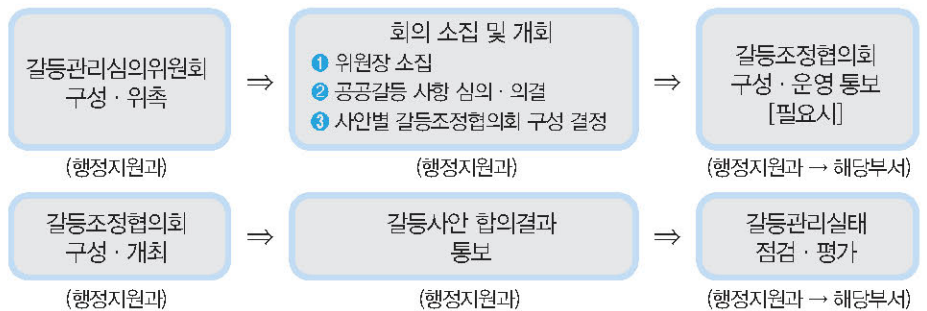 갈등관리심의위원회
구성 · 위촉
⇒
회의 소집 및 개회
❶ 위원장 소집
❷ 공공갈등 사항 심의 · 의결
❸ 사안별 갈등조정협의회 구성 결정
⇒
갈등조정협의회
구성 · 운영 통보
[필요시]
(행정지원과)
(행정지원과)
(행정지원과 → 해당부서)
갈등조정협의회
구성 · 개최
⇒
갈등사안 합의결과
통보
⇒
갈등관리실태
점검 · 평가
(행정지원과)
(행정지원과)
(행정지원과 → 해당부서)